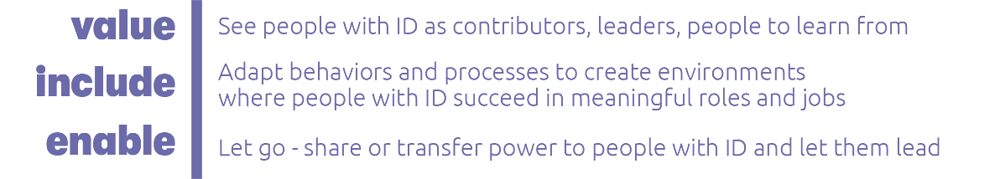 value
See people with ID as contributors, leaders, people to learn from
include
Adapt behaviors and processes to create environments
where people with ID succeed in meaningful roles and jobs
enable
Let go - share or transfer power to people with ID and let them lead